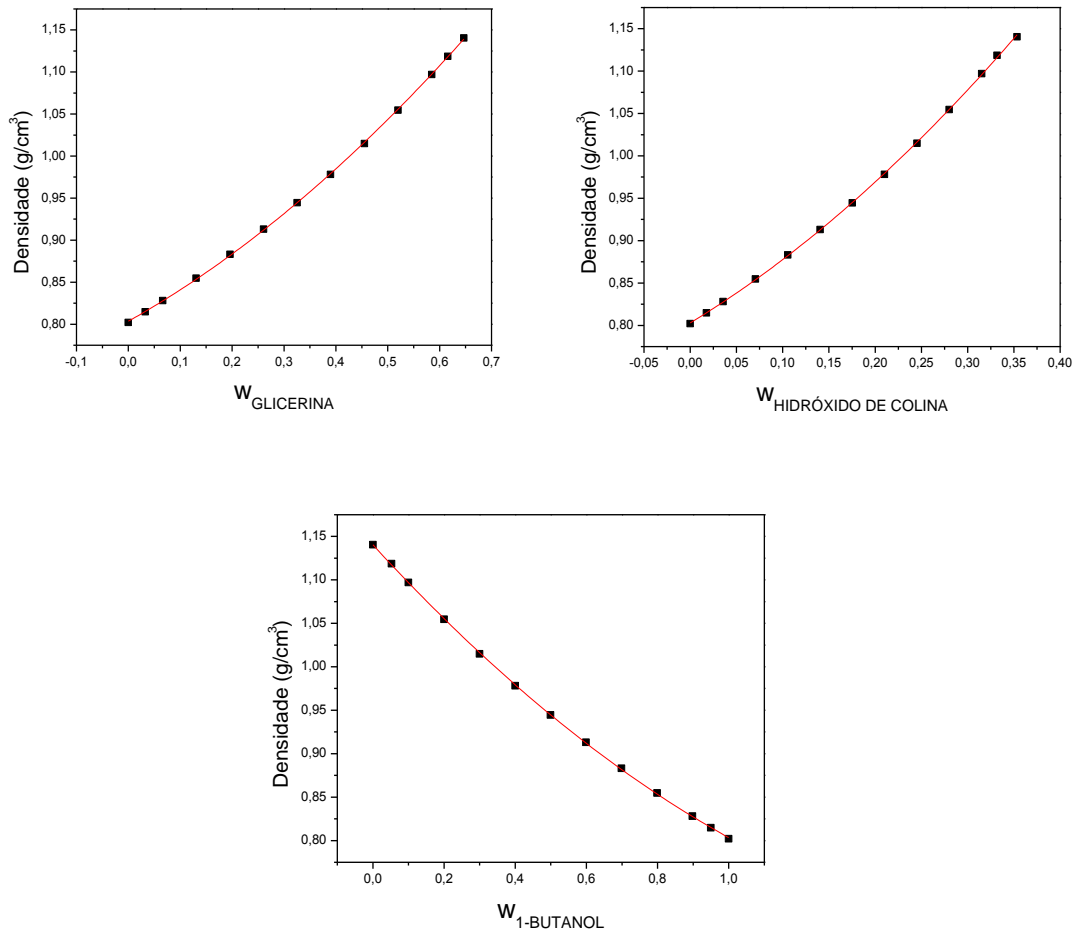 1,15
1,10
1,05
1,00
0,95
0,90
0,85
0,80
Densidade (g/cm³)
-0,1 0,0 0,1 0,2 0,3 0,4 0,5 0,6 0,7
W GLICERINA
1,15
1,10
1,05
1,00
0,95
0,90
0,85
0,80
Densidade (g/cm³)
-0,05 0,00 0,05 0,10 0,15 0,20 0,25 0,30 0,35 0,40
W HIDRÓXIDO DE COLINA
1,15
1,10
1,05
1,00
0,95
0,90
0,85
0,80
Densidade (g/cm³)
0,0 0,2 0,4 0,6 0,8 1,0
W 1-BUTANOL